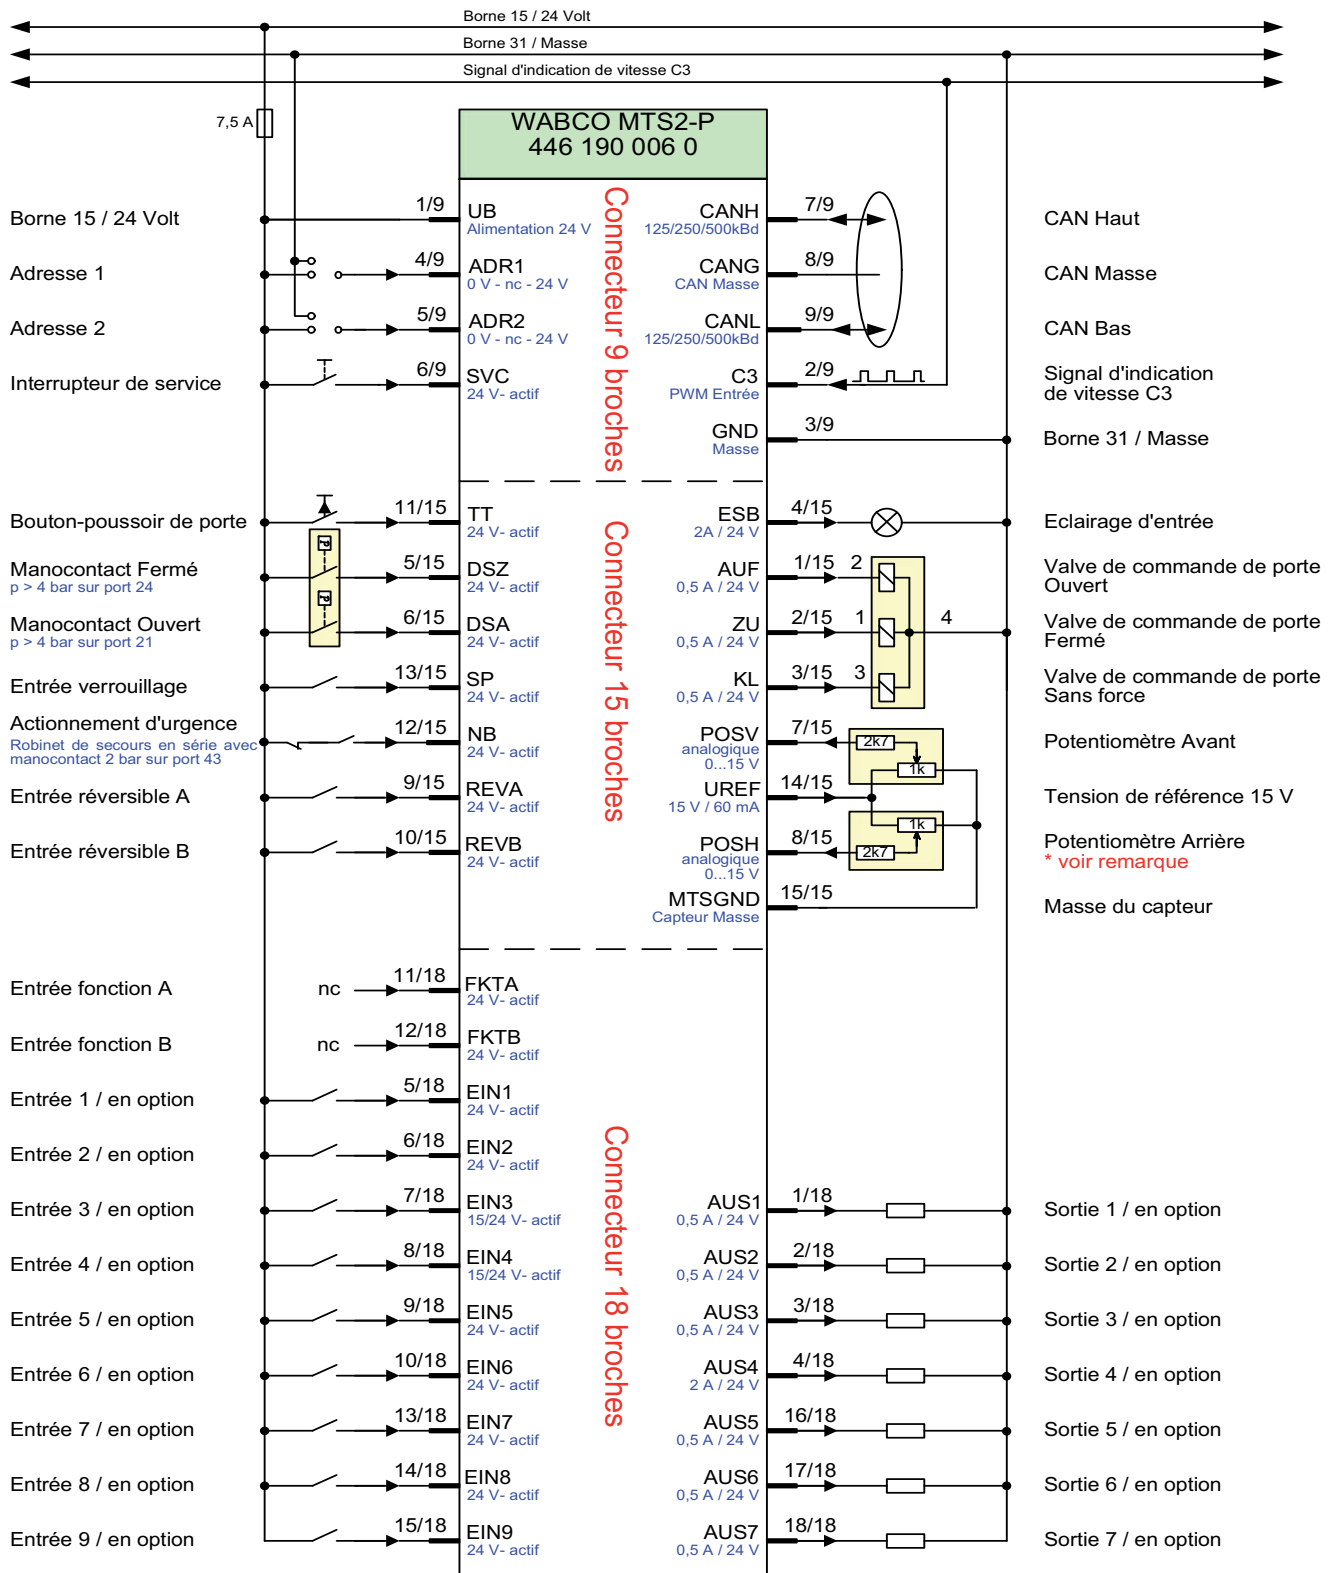 Borne 15 / 24 Volt
Borne 31 / Masse
Signal d'indication de vitesse C3
7,5 A
WABCO MTS2-P
446 190 006 0
Connecteur 9 broches
Borne 15 / 24 Volt
1/9
UB
Alimentation 24 V
CANH
125/250/500kBd
7/9
CAN Haut
Adresse 1
4/9
ADR1
0 V - nc - 24 V
CANG
CAN Masse
8/9
CAN Masse
Adresse 2
5/9
ADR2
0 V - nc - 24 V
CANL
125/250/500kBd
9/9
CAN Bas
Interrupteur de service
6/9
SVC
24 V- actif
C3
PWM Entrée
2/9
Signal d'indication
de vitesse C3
GND
Masse
3/9
Borne 31 / Masse
Connecteur 15 broches
Bouton-poussoir de porte
11/15
TT
24 V- actif
ESB
2A / 24 V
4/15
Eclairage d'entrée
Manocontact Fermé
p > 4 bar sur port 24
P
5/15
DSZ
24 V- actif
AUF
0,5 A / 24 V
1/15
2
Valve de commande de porte
Ouvert
Manocontact Ouvert
p > 4 bar sur port 21
P
6/15
DSA
24 V- actif
ZU
0,5 A / 24 V
2/15
1
4
Valve de commande de porte
Fermé
Entrée verrouillage
13/15
SP
24 V- actif
KL
0,5 A / 24 V
3/15
3
Valve de commande de porte
Sans force
Actionnement d'urgence
Robinet de secours en série avec
manocontact 2 bar sur port 43
12/15
NB
24 V- actif
POSV
analogique
0...15 V
7/15
2k7
1k
Potentiomètre Avant
Entrée réversible A
9/15
REVA
24 V- actif
UREF
15 V / 60 mA
14/15
Tension de référence 15 V
Entrée réversible B
10/15
REVB
24 V- actif
POSH
analogique
0...15 V
8/15
1k
2k7
Potentiomètre Arrière
* voir remarque
MTSGND
Capteur Masse
15/15
Masse du capteur
Connecteur 18 broches
Entrée fonction A
nc
11/18
FKTA
24 V- actif
Entrée fonction B
nc
12/18
FKTB
24 V- actif
Entrée 1 / en option
5/18
EIN1
24 V- actif
Entrée 2 / en option
6/18
EIN2
24 V- actif
Entrée 3 / en option
7/18
EIN3
15/24 V- actif
AUS1
0,5 A / 24 V
1/18
Sortie 1 / en option
Entrée 4 / en option
8/18
EIN4
15/24 V- actif
AUS2
0,5 A / 24 V
2/18
Sortie 2 / en option
Entrée 5 / en option
9/18
EIN5
24 V- actif
AUS3
0,5 A / 24 V
3/18
Sortie 3 / en option
Entrée 6 / en option
10/18
EIN6
24 V- actif
AUS4
2 A / 24 V
4/18
Sortie 4 / en option
Entrée 7 / en option
13/18
EIN7
24 V- actif
AUS5
0,5 A / 24 V
16/18
Sortie 5 / en option
Entrée 8 / en option
14/18
EIN8
24 V- actif
AUS6
0,5 A / 24 V
17/18
Sortie 6 / en option
Entrée 9 / en option
15/18
EIN9
24 V- actif
AUS7
0,5 A / 24 V
18/18
Sortie 7 / en option